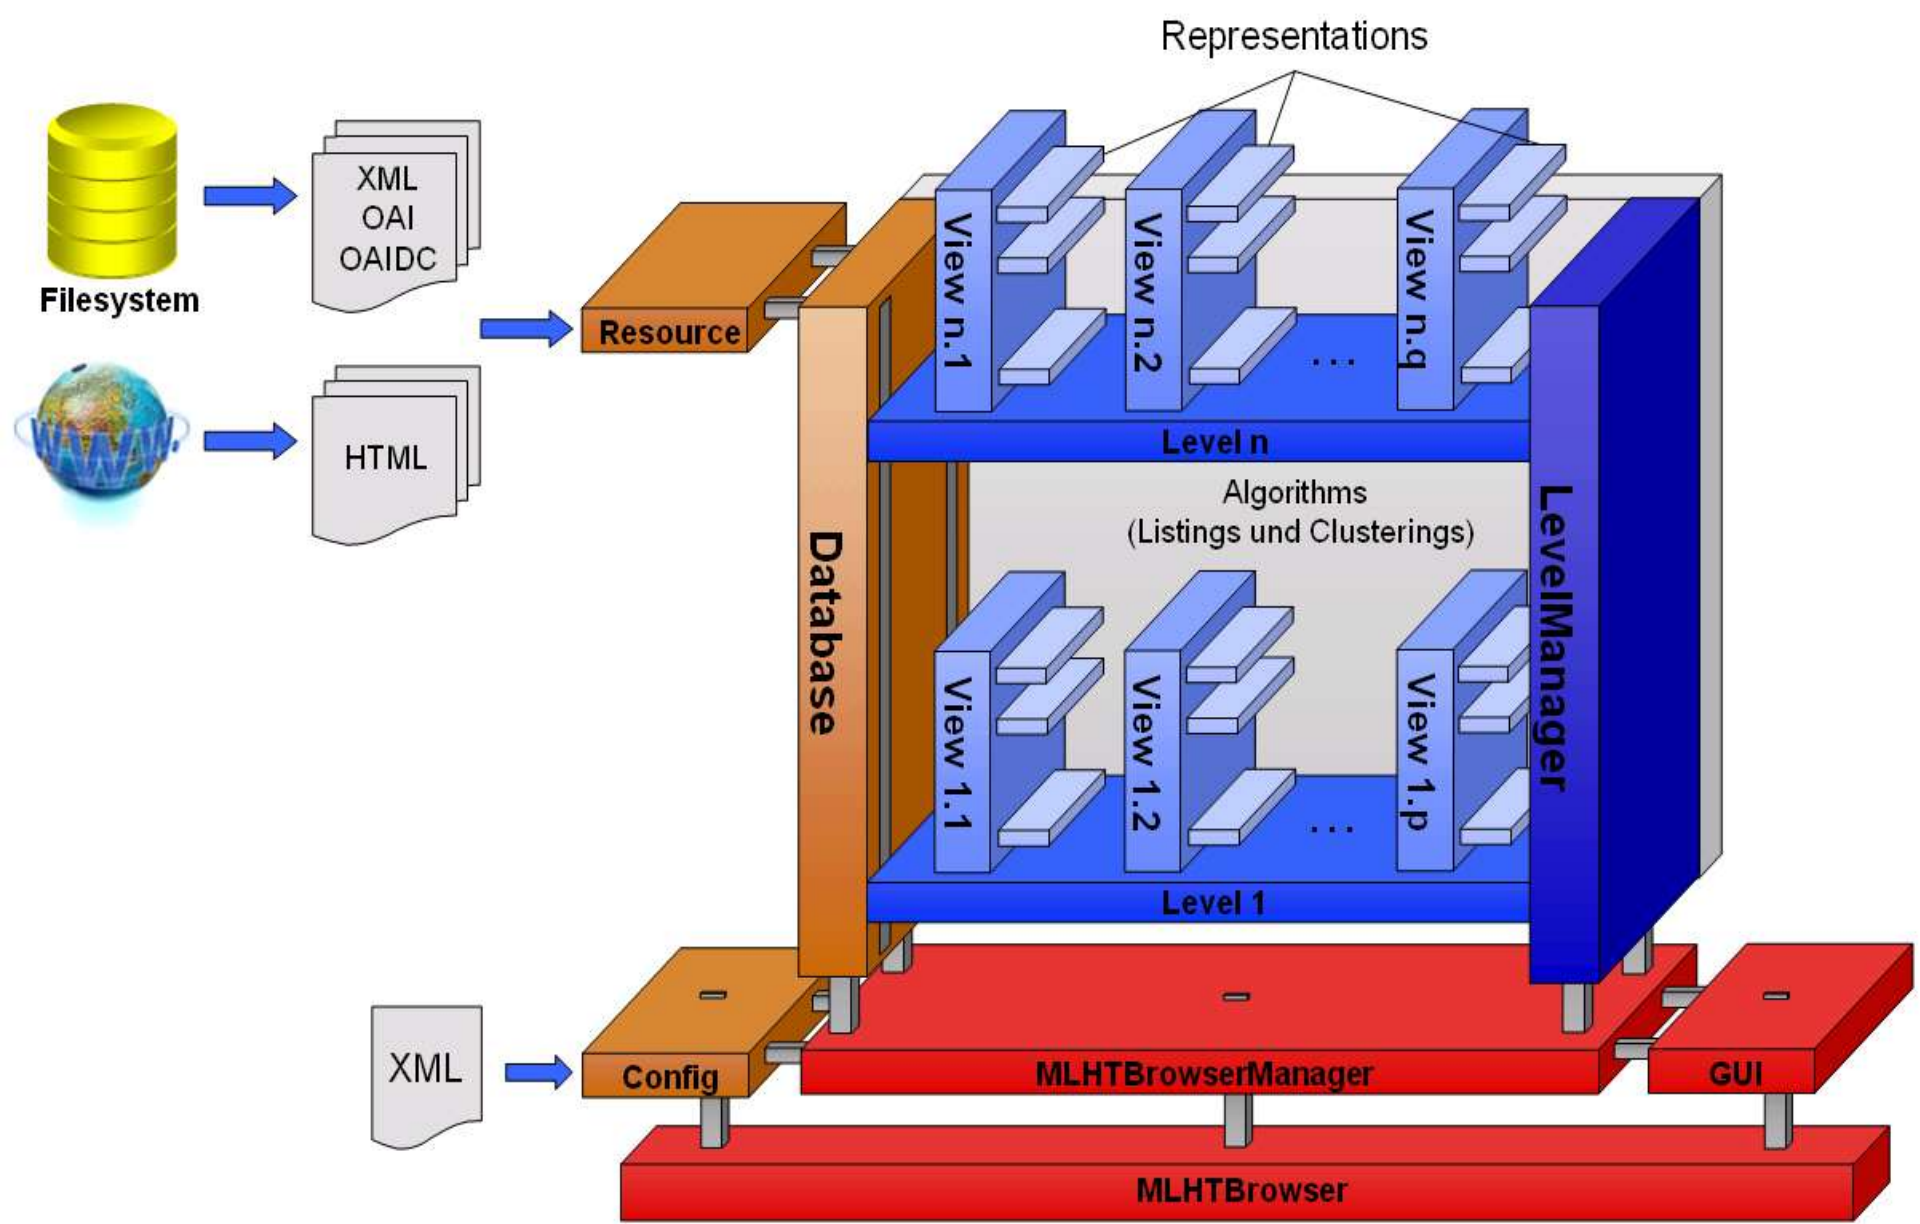 Representations
XML
OAI
OAIDC
Filesystem
Resource
View n.1
View n.2
...
View n.q
Level n
WWW.
HTML
Algorithms
(Listings und Clusterings)
Database
LevelManager
View 1.1
View 1.2
...
View 1.p
Level 1
XML
Config
MLHTBrowserManager
GUI
MLHTBrowser